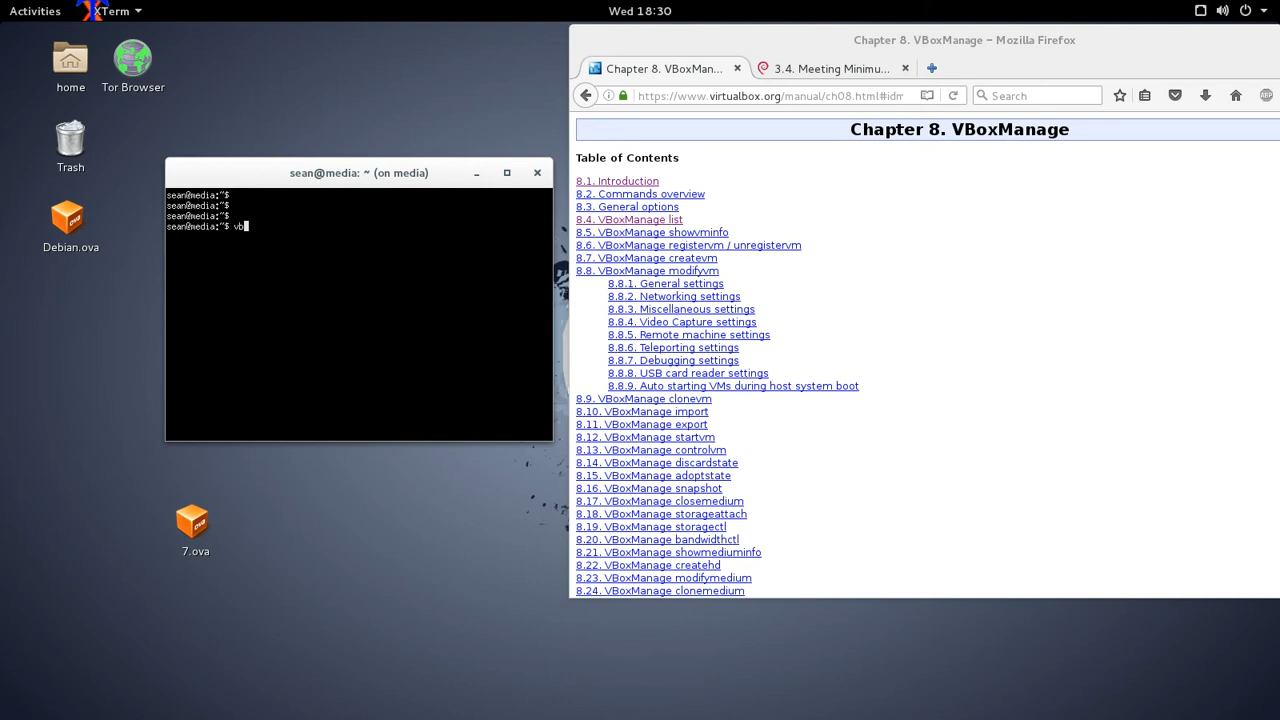 Activities
XTerm
Wed 18:30
home
Tor Browser
Trash
Debian.ova
7.ova
sean@media: ~ (on media)
sean@media:~$
sean@media:~$
sean@media:~$
sean@media:~$ vb
Chapter 8. VBoxManage – Mozilla Firefox
Chapter 8. VBoxMan...
3.4. Meeting Minimu...
https://www.virtualbox.org/manual/ch08.html#idm
Search
ABP
Chapter 8. VBoxManage
Table of Contents
8.1. Introduction
8.2. Commands overview
8.3. General options
8.4. VBoxManage list
8.5. VBoxManage showvminfo
8.6. VBoxManage registervm / unregistervm
8.7. VBoxManage createvm
8.8. VBoxManage modifyvm
8.8.1. General settings
8.8.2. Networking settings
8.8.3. Miscellaneous settings
8.8.4. Video Capture settings
8.8.5. Remote machine settings
8.8.6. Teleporting settings
8.8.7. Debugging settings
8.8.8. USB card reader settings
8.8.9. Auto starting VMs during host system boot
8.9. VBoxManage clonevm
8.10. VBoxManage import
8.11. VBoxManage export
8.12. VBoxManage startvm
8.13. VBoxManage controlvm
8.14. VBoxManage discardstate
8.15. VBoxManage adoptstate
8.16. VBoxManage snapshot
8.17. VBoxManage closemedium
8.18. VBoxManage storageattach
8.19. VBoxManage storagectl
8.20. VBoxManage bandwidthctl
8.21. VBoxManage showmediuminfo
8.22. VBoxManage createhd
8.23. VBoxManage modifymedium
8.24. VBoxManage clonemedium